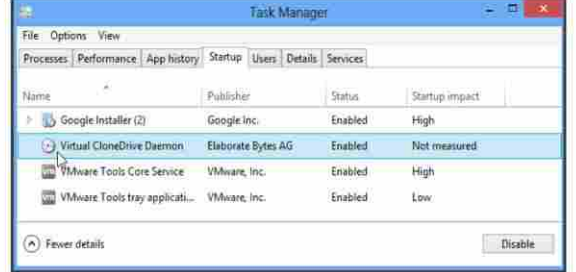 Task Manager
File Options View
Processes Performance App history Startup Users Details Services
Name Publisher Status Startup impact
Google Installer (2) Google Inc. Enabled High
Virtual CloneDrive Daemon Elaborate Bytes AG Enabled Not measured
VMware Tools Core Service VMware, Inc. Enabled High
VMware Tools tray applicati... VMware, Inc. Enabled Low
Fewer details Disable